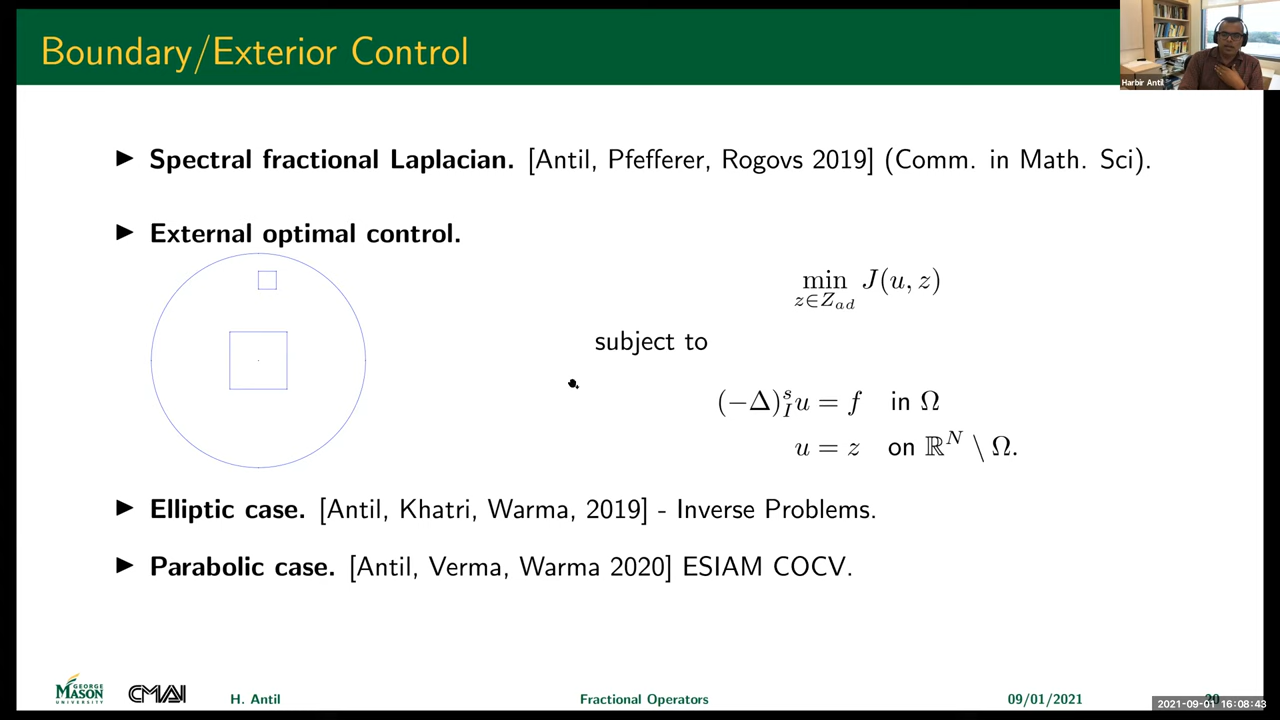 Boundary/Exterior Control
Harbir Antil
▶ Spectral fractional Laplacian. [Antil, Pfefferer, Rogovs 2019] (Comm. in Math. Sci).
▶ External optimal control.
min J(u, z)
z∈Z_{ad}
subject to
(−Δ)^s_I u = f in Ω
u = z on ℝ^N \ Ω.
▶ Elliptic case. [Antil, Khatri, Warma, 2019] - Inverse Problems.
▶ Parabolic case. [Antil, Verma, Warma 2020] ESIAM COCV.
GEORGE
MASON
UNIVERSITY
CMAI
H. Antil
Fractional Operators
09/01/2021
2021-09-01 16:08:43